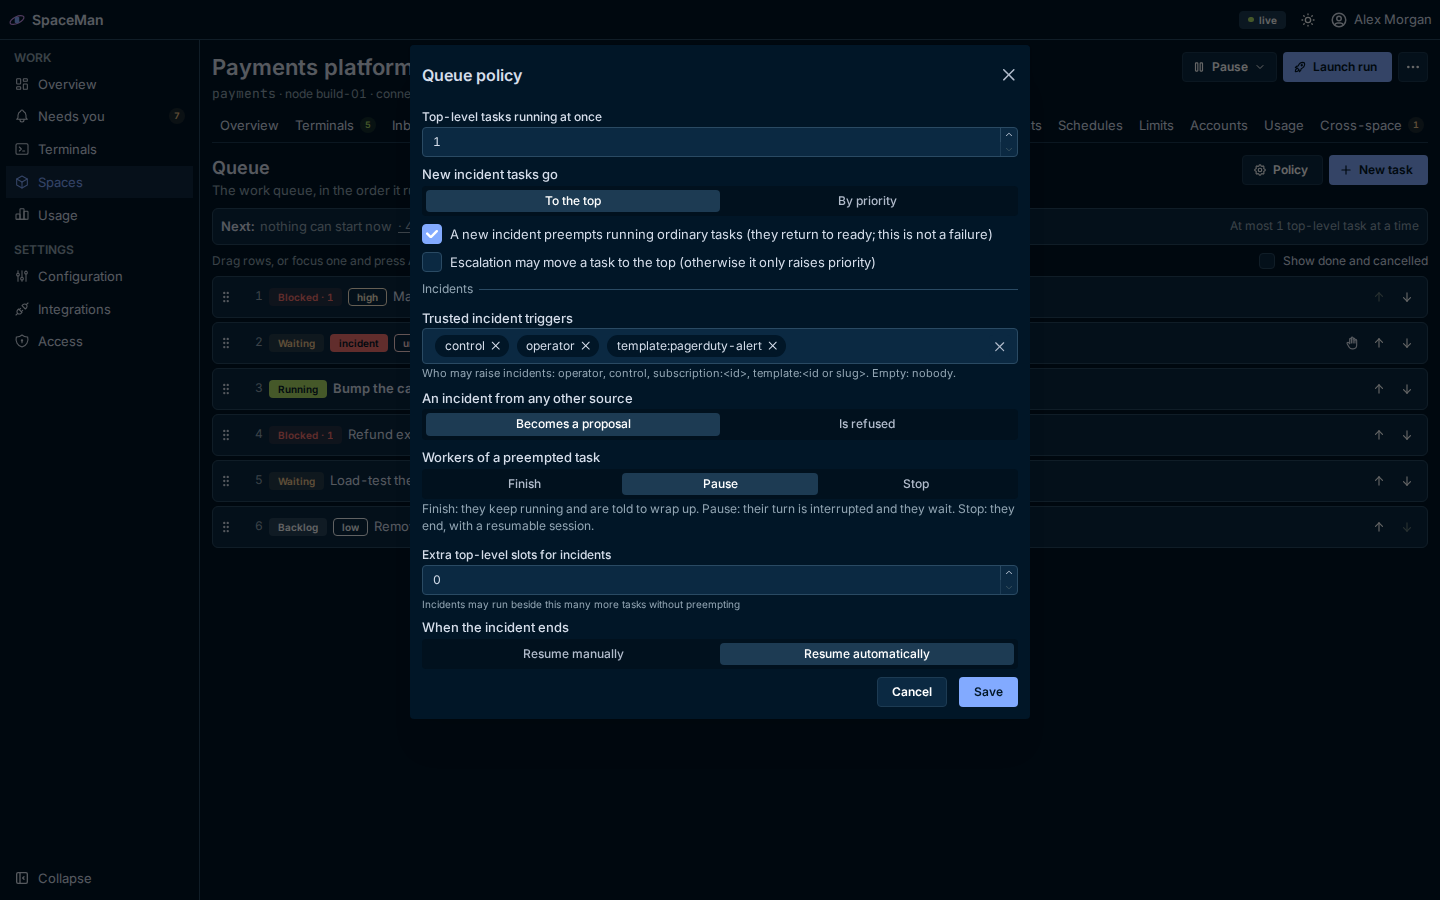 SpaceMan
live
Alex Morgan
WORK
Overview
Needs you 7
Terminals
Spaces
Usage
SETTINGS
Configuration
Integrations
Access
Collapse
Payments platform
Pause
Launch run
payments · node build-01 ·
Overview Terminals 5
Schedules Limits Accounts Usage Cross-space 1
Queue
Policy
New task
The work queue, in the order it
Next: nothing can start now ·
At most 1 top-level task at a time
Drag rows, or focus one and press
Show done and cancelled
1 Blocked · 1 high
2 Waiting incident
3 Running Bump the
4 Blocked · 1 Refund
5 Waiting Load-test
6 Backlog low
Queue policy
Top-level tasks running at once
1
New incident tasks go
To the top By priority
A new incident preempts running ordinary tasks (they return to ready; this is not a failure)
Escalation may move a task to the top (otherwise it only raises priority)
Incidents
Trusted incident triggers
control operator template:pagerduty-alert
Who may raise incidents: operator, control, subscription:<id>, template:<id or slug>. Empty: nobody.
An incident from any other source
Becomes a proposal Is refused
Workers of a preempted task
Finish Pause Stop
Finish: they keep running and are told to wrap up. Pause: their turn is interrupted and they wait. Stop: they
end, with a resumable session.
Extra top-level slots for incidents
0
Incidents may run beside this many more tasks without preempting
When the incident ends
Resume manually Resume automatically
Cancel Save